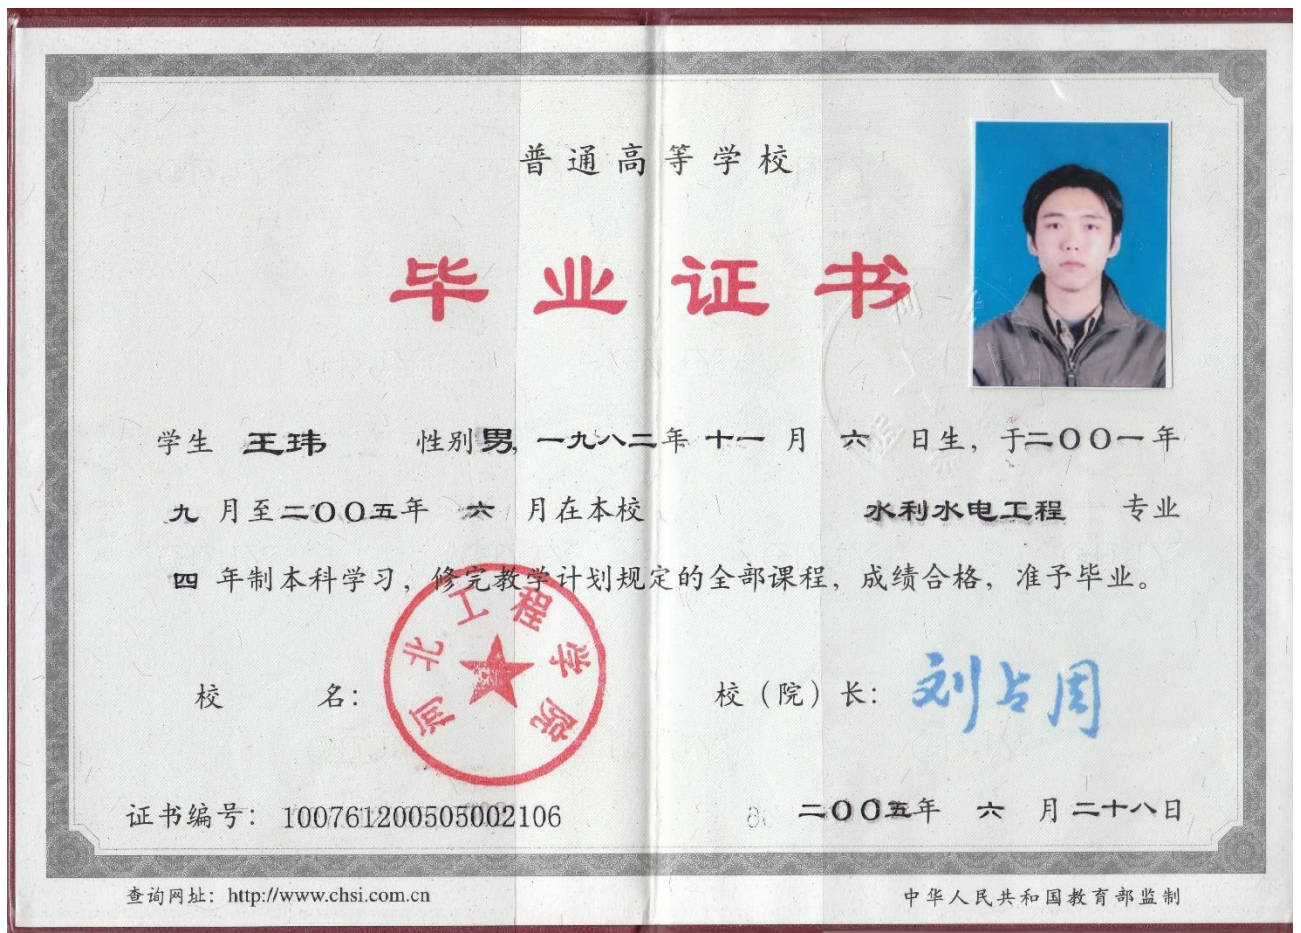 普通高等学校
毕业证书
学生 王玮 性别男，一九八二年 十一 月 六 日生，于二〇〇一年
九 月至二〇〇五年 六 月在本校 水利水电工程 专业
四 年制本科学习，修完教学计划规定的全部课程，成绩合格，准予毕业。
河北工程学院
校 名： 校（院）长： 刘占周
证书编号： 100761200505002106 二〇〇五年 六 月二十八日
查询网址：http://www.chsi.com.cn 中华人民共和国教育部监制